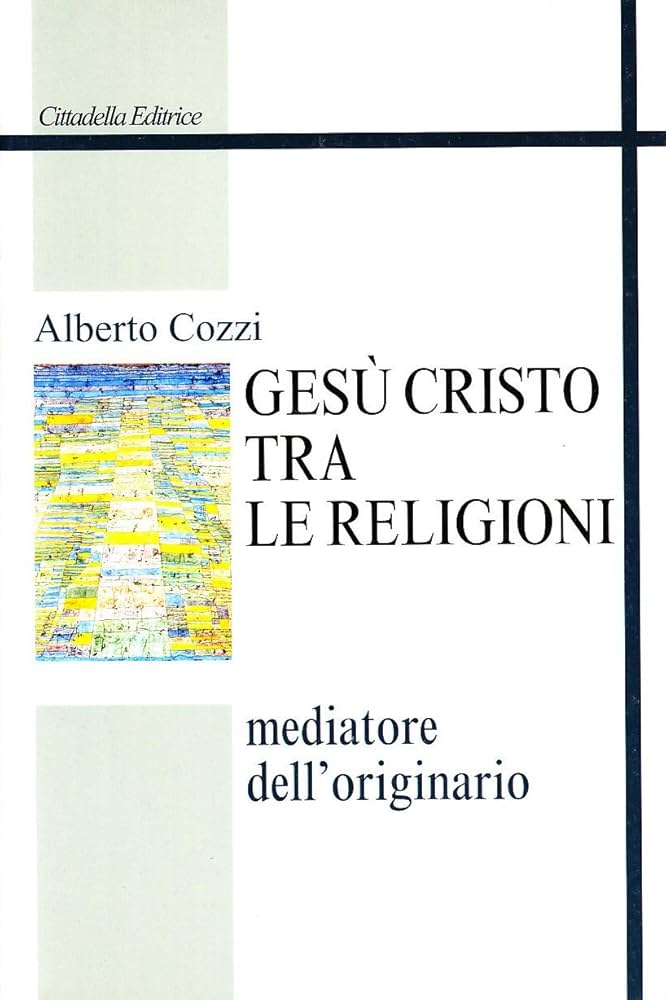 Cittadella Editrice
Alberto Cozzi
GESÙ CRISTO
TRA
LE RELIGIONI
mediatore
dell’originario